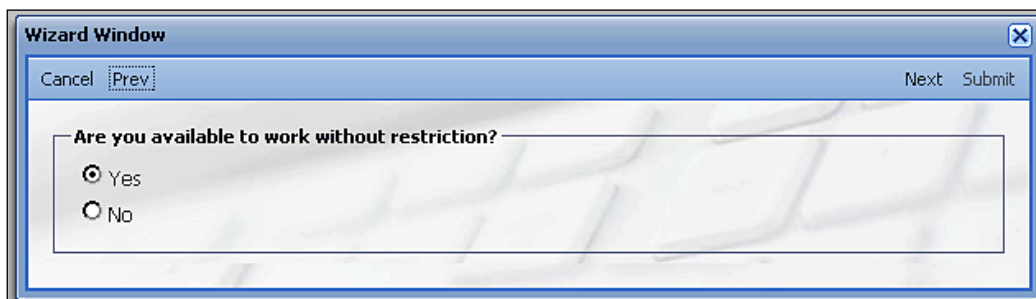 Wizard Window
Cancel Prev Next Submit
Are you available to work without restriction?
Yes
No